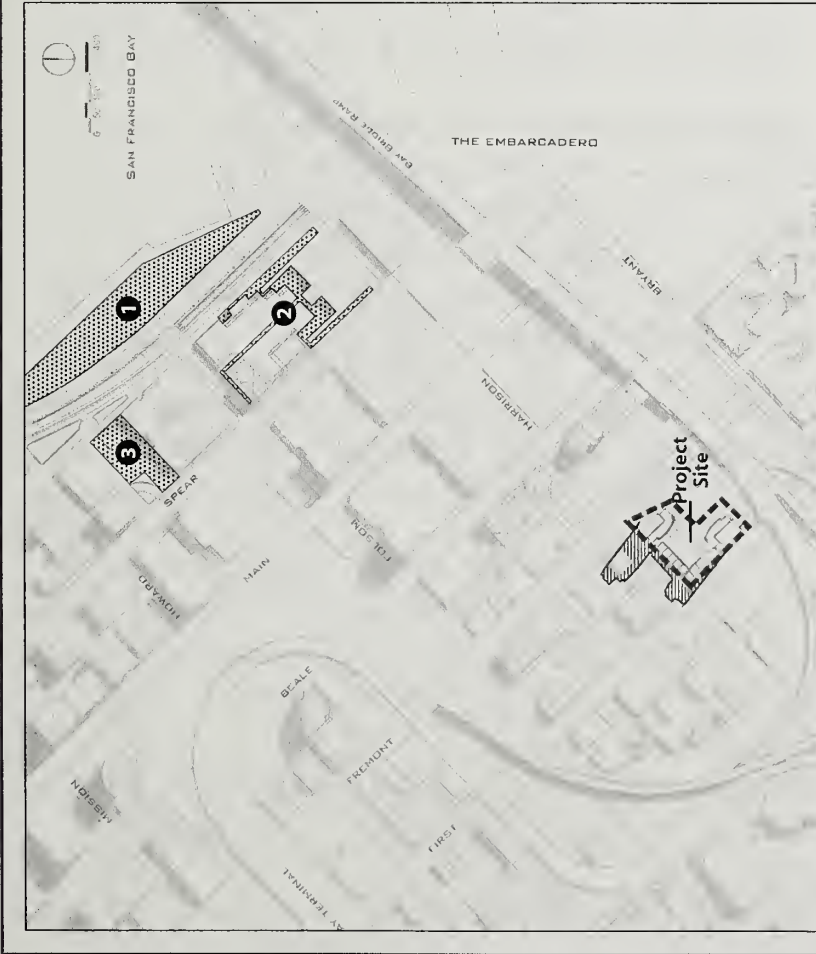 SAN FRANCISCO BAY
1
BAY BRIDGE RAMP
THE EMBARCADERO
2
BRYANT
3
SPEAR
HARRISON
Project
Site
HOWARD
MAIN
FOLSOM
BEALE
MISSION
FREMONT
FIRST
AY TERMINAL